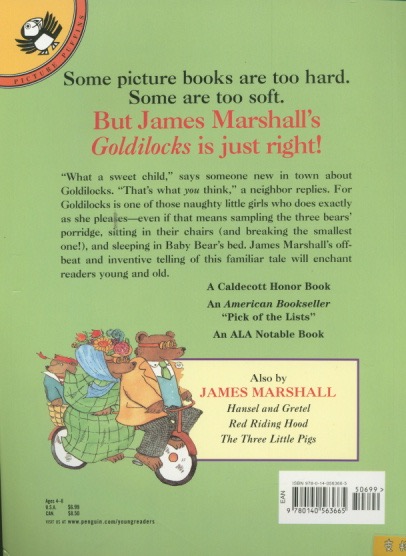 PICTURE PUFFINS
Some picture books are too hard.
Some are too soft.
But James Marshall's
Goldilocks is just right!
"What a sweet child," says someone new in town about
Goldilocks. "That's what you think," a neighbor replies. For
Goldilocks is one of those naughty little girls who does exactly
as she pleases—even if that means sampling the three bears'
porridge, sitting in their chairs (and breaking the smallest
one!), and sleeping in Baby Bear's bed. James Marshall's off-
beat and inventive telling of this familiar tale will enchant
readers young and old.
A Caldecott Honor Book
An American Bookseller
"Pick of the Lists"
An ALA Notable Book
Also by
JAMES MARSHALL
Hansel and Gretel
Red Riding Hood
The Three Little Pigs
Ages 4-8
U.S.A. $6.99
CAN. $8.50
VISIT US AT www.penguin.com/youngreaders
EAN
ISBN 978-0-14-056366-5
50699>
9 780140 563665